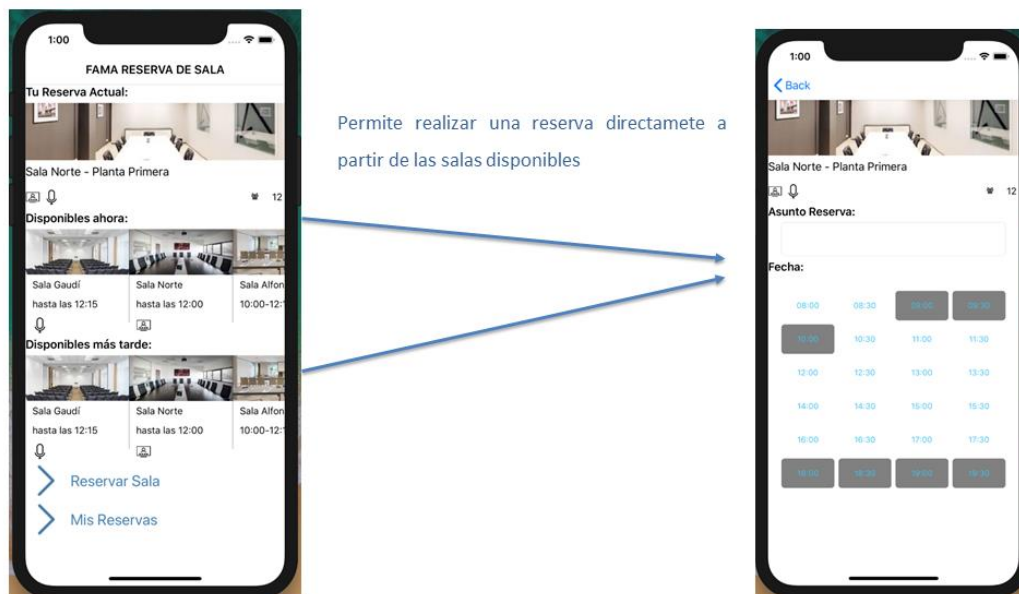 1:00
FAMA RESERVA DE SALA
Tu Reserva Actual:
Sala Norte - Planta Primera
12
Disponibles ahora:
Sala Gaudí Sala Norte Sala Alfon
hasta las 12:15 hasta las 12:00 10:00-12:1
Disponibles más tarde:
Sala Gaudí Sala Norte Sala Alfon
hasta las 12:15 hasta las 12:00 10:00-12:1
Reservar Sala
Mis Reservas
Permite realizar una reserva directamete a
partir de las salas disponibles
1:00
Back
Sala Norte - Planta Primera
12
Asunto Reserva:
Fecha:
08:00 08:30 09:00 09:30
10:00 10:30 11:00 11:30
12:00 12:30 13:00 13:30
14:00 14:30 15:00 15:30
16:00 16:30 17:00 17:30
18:00 18:30 19:00 19:30